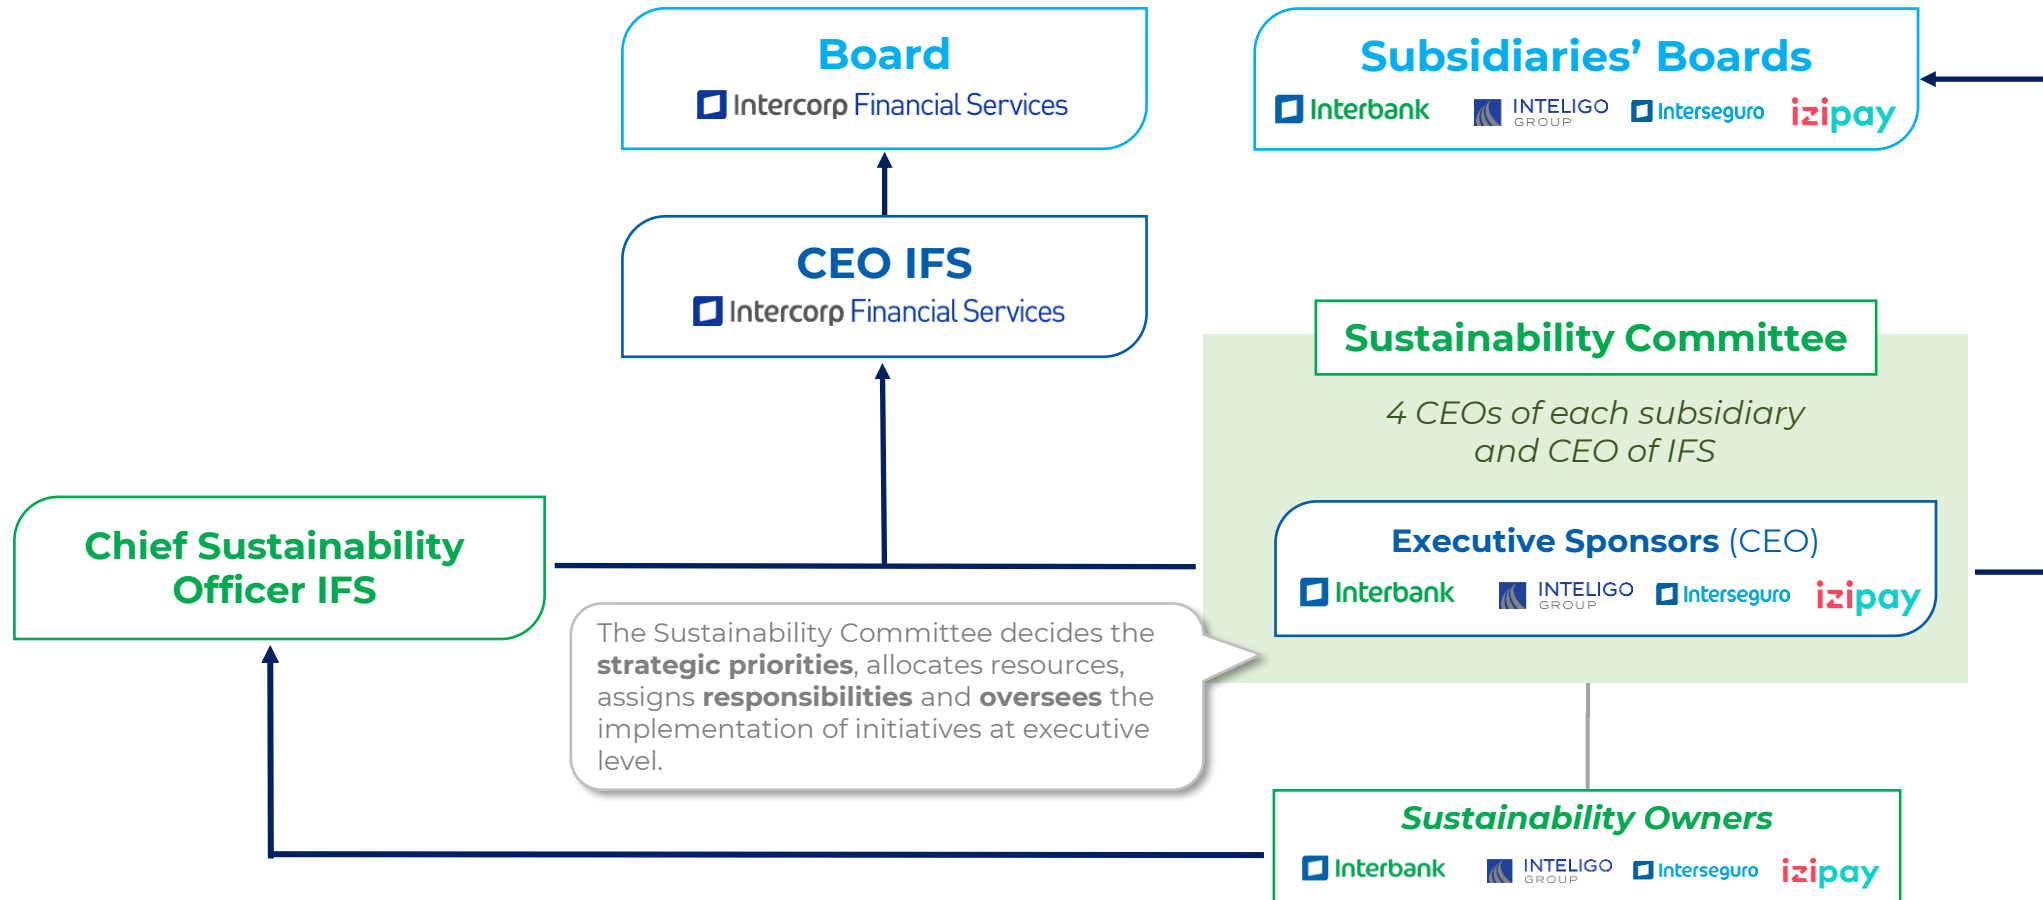 Board
Intercorp Financial Services
Subsidiaries’ Boards
Interbank
INTELIGO
GROUP
Interseguro
izipay
CEO IFS
Intercorp Financial Services
Sustainability Committee
4 CEOs of each subsidiary
and CEO of IFS
Chief Sustainability
Officer IFS
Executive Sponsors (CEO)
Interbank
INTELIGO
GROUP
Interseguro
izipay
The Sustainability Committee decides the
strategic priorities, allocates resources,
assigns responsibilities and oversees the
implementation of initiatives at executive
level.
Sustainability Owners
Interbank
INTELIGO
GROUP
Interseguro
izipay